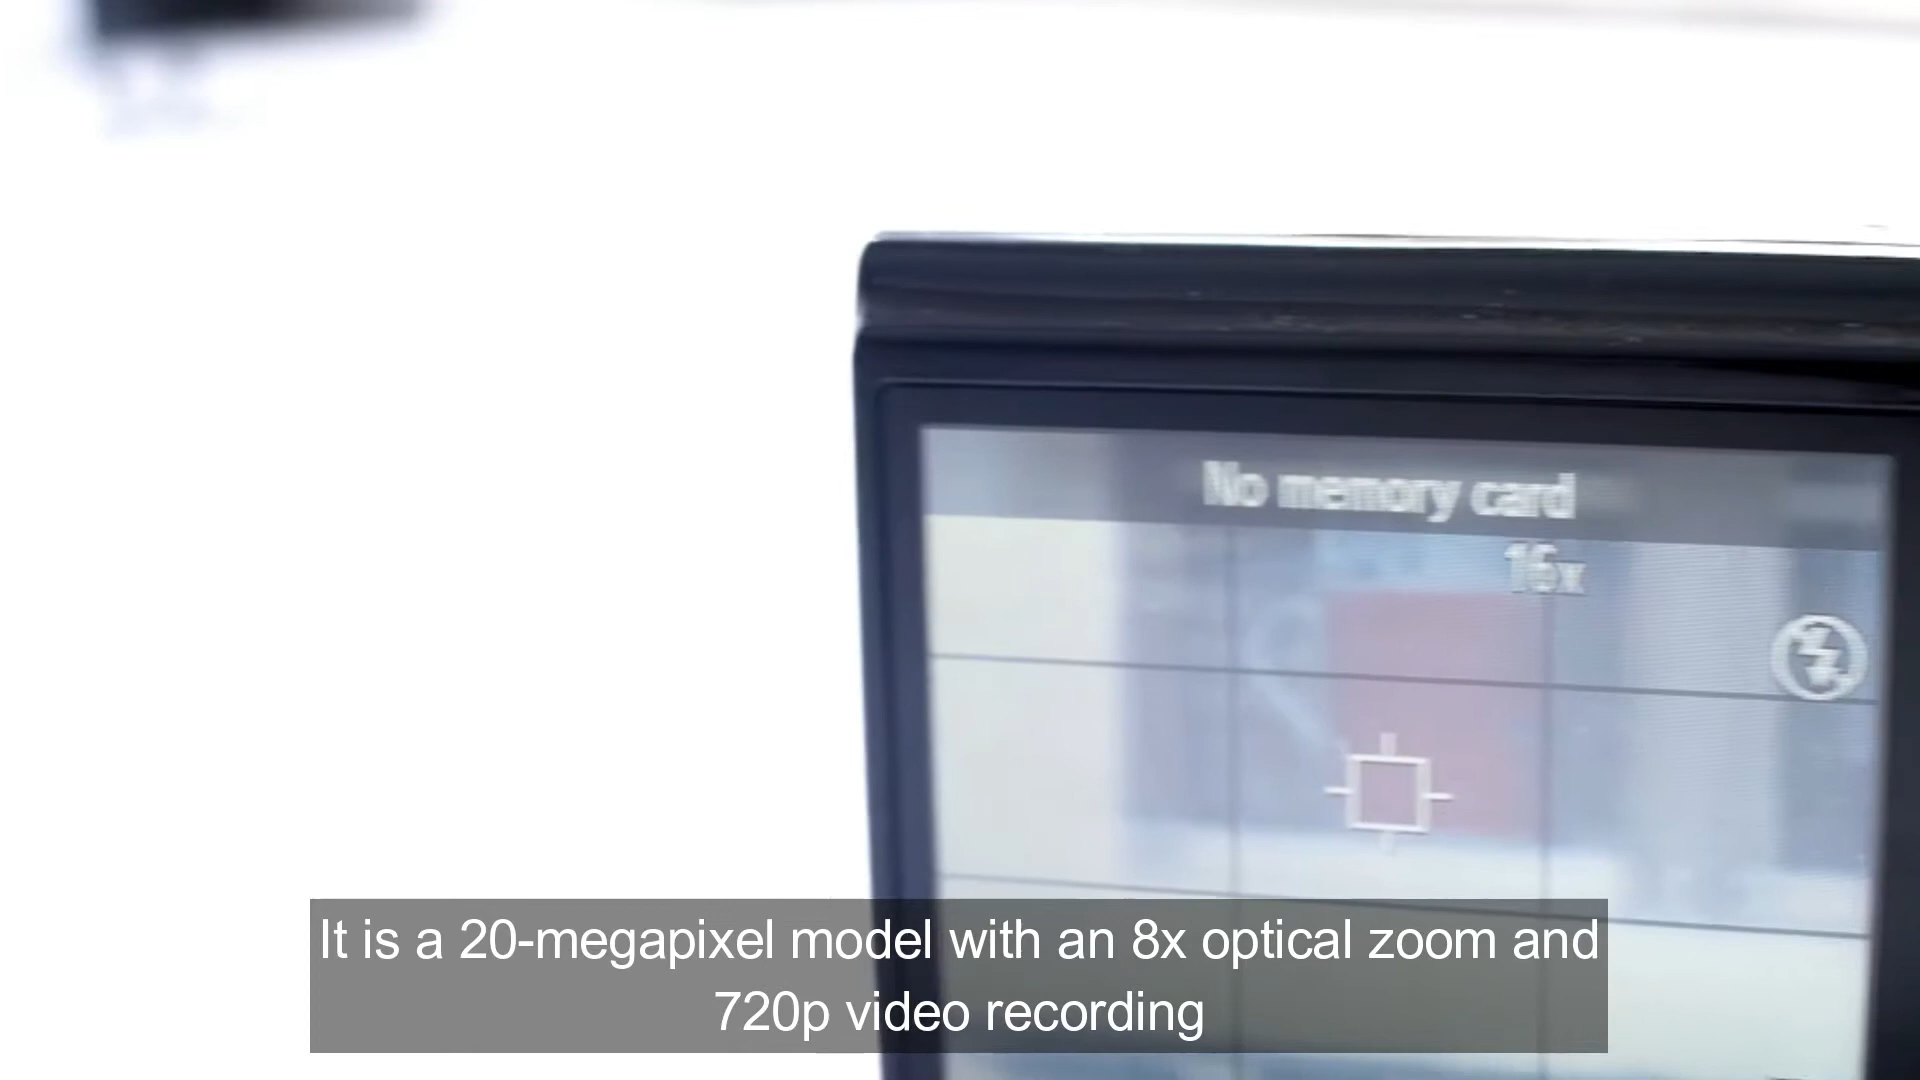 No memory card
16x
It is a 20-megapixel model with an 8x optical zoom and
720p video recording